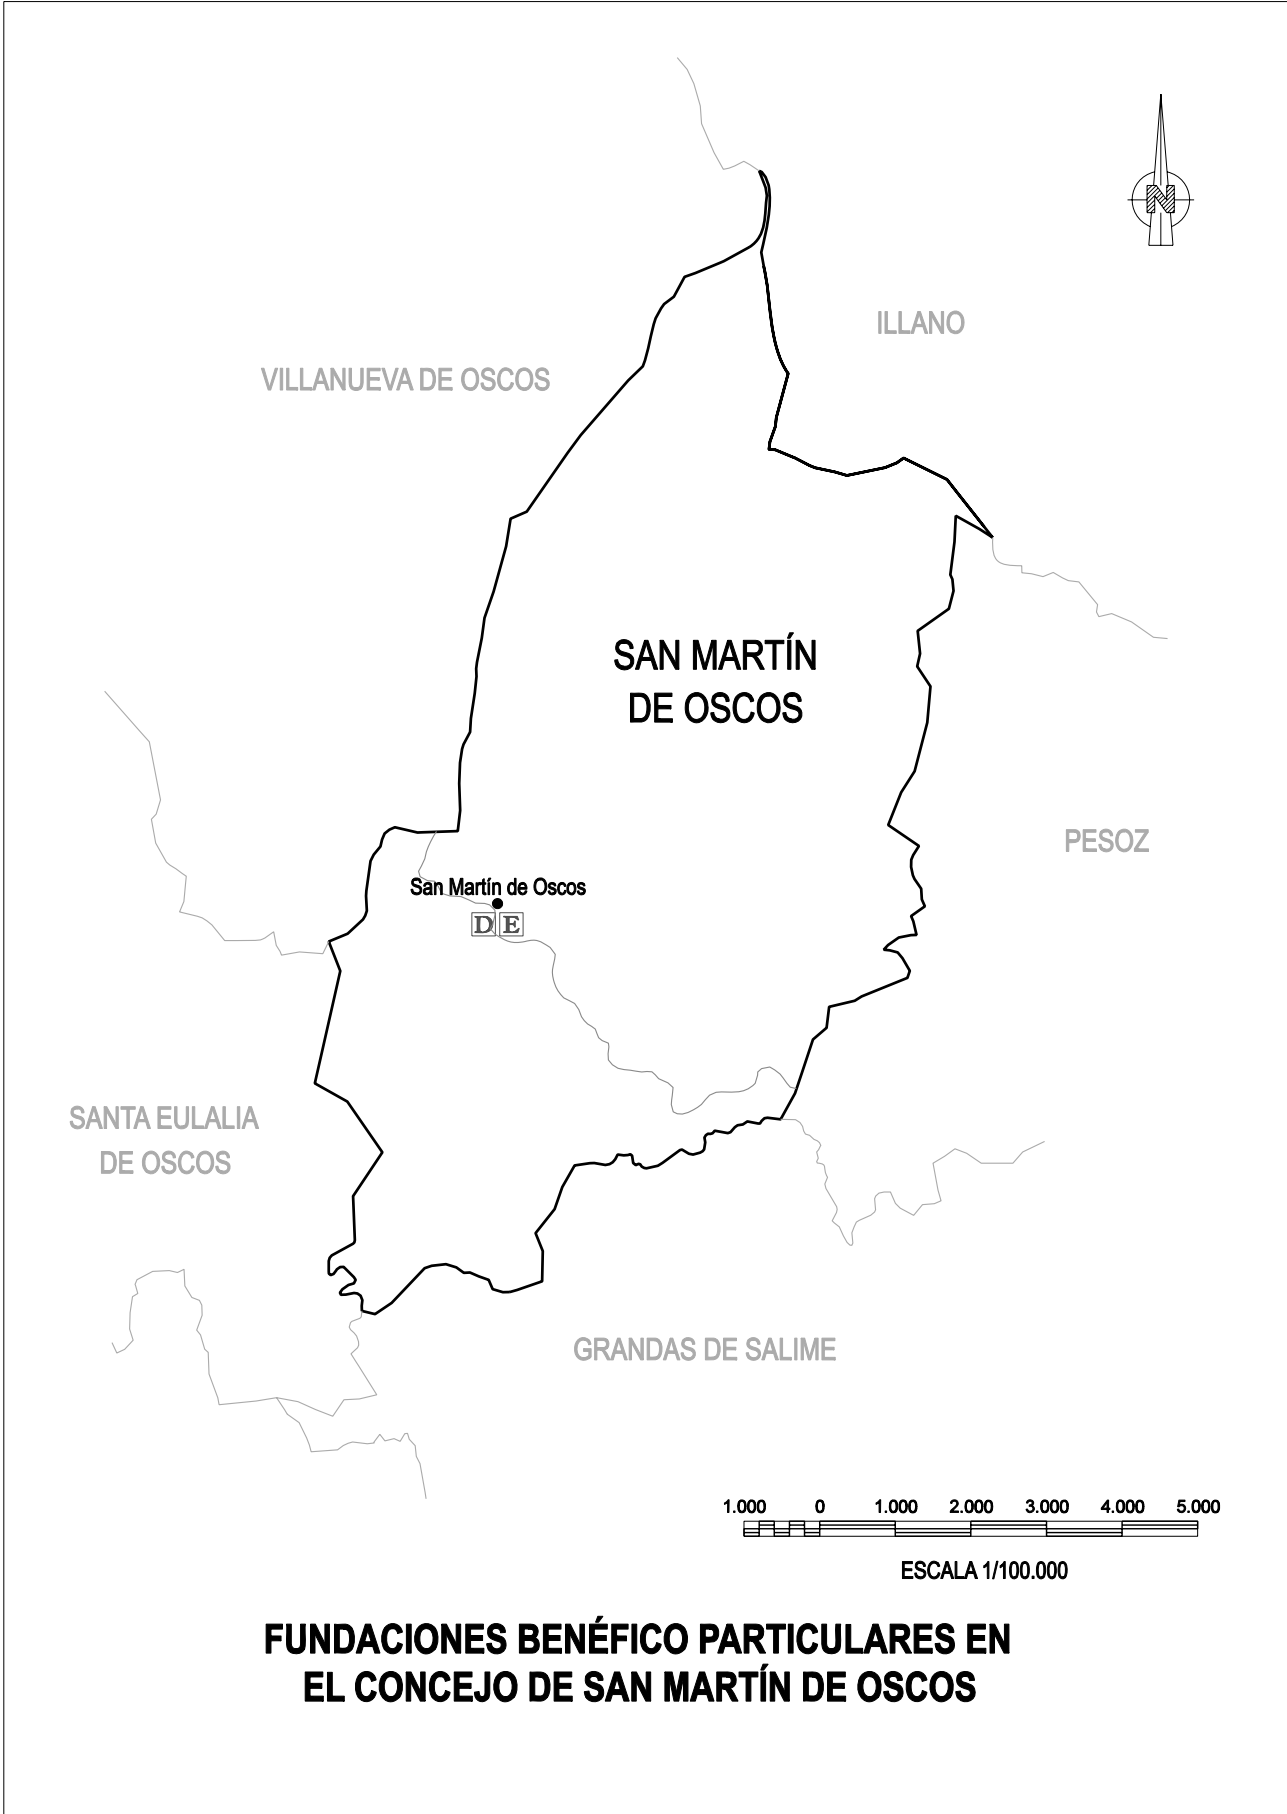 N
ILLANO
VILLANUEVA DE OSCOS
SAN MARTÍN
DE OSCOS
PESOZ
San Martín de Oscos
D E
SANTA EULALIA
DE OSCOS
GRANDAS DE SALIME
1.000 0 1.000 2.000 3.000 4.000 5.000
ESCALA 1/100.000
FUNDACIONES BENÉFICO PARTICULARES EN
EL CONCEJO DE SAN MARTÍN DE OSCOS